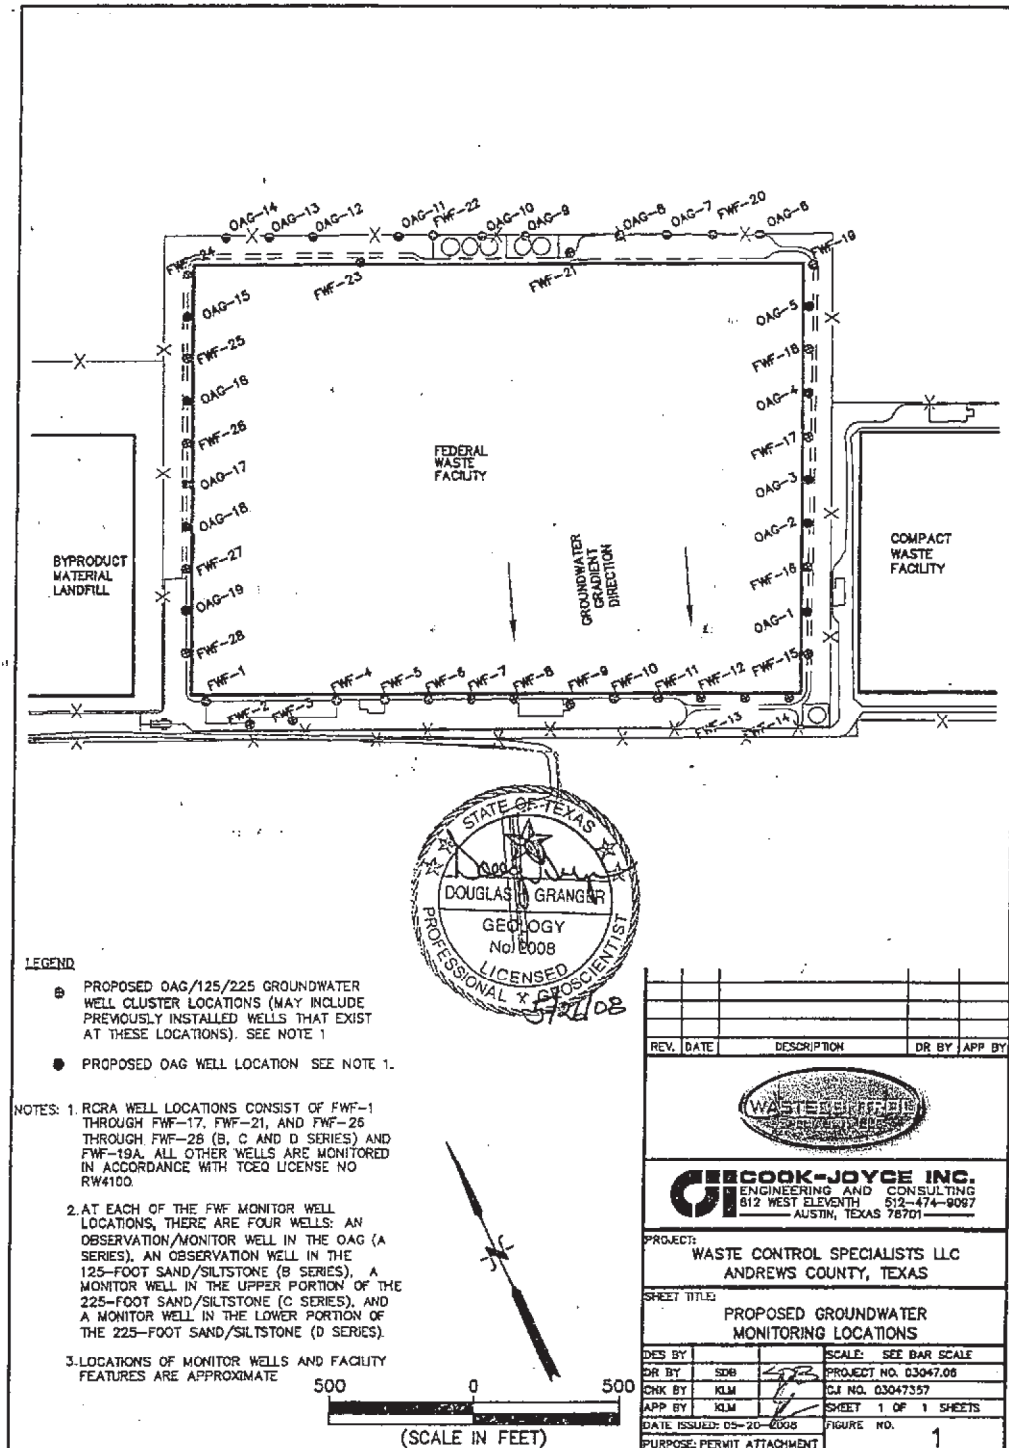 OAG-14
OAG-13
OAG-12
OAG-11
FWF-22
OAG-10
OAG-9
OAG-8
OAG-7
FWF-20
OAG-6
FWF-24
FWF-23
FWF-21
FWF-19
OAG-15
OAG-5
FWF-25
FWF-18
OAG-16
OAG-4
FWF-26
FWF-17
FEDERAL
WASTE
FACILITY
OAG-17
OAG-3
OAG-18
OAG-2
BYPRODUCT
MATERIAL
LANDFILL
FWF-27
GROUNDWATER
GRADIENT
DIRECTION
FWF-16
COMPACT
WASTE
FACILITY
OAG-19
OAG-1
FWF-28
FWF-15
FWF-1
FWF-4
FWF-5
FWF-6
FWF-7
FWF-8
FWF-9
FWF-10
FWF-11
FWF-12
FWF-2
FWF-3
FWF-13
FWF-14
STATE OF TEXAS
DOUGLAS GRANGER
GEOLOGY
No. 2008
LICENSED
PROFESSIONAL GEOSCIENTIST
LEGEND
PROPOSED OAG/125/225 GROUNDWATER
WELL CLUSTER LOCATIONS (MAY INCLUDE
PREVIOUSLY INSTALLED WELLS THAT EXIST
AT THESE LOCATIONS). SEE NOTE 1
PROPOSED OAG WELL LOCATION SEE NOTE 1.
NOTES: 1. RCRA WELL LOCATIONS CONSIST OF FWF-1
THROUGH FWF-17, FWF-21, AND FWF-25
THROUGH FWF-28 (B, C AND D SERIES) AND
FWF-19A. ALL OTHER WELLS ARE MONITORED
IN ACCORDANCE WITH TCEQ LICENSE NO
RW4100.
2. AT EACH OF THE FWF MONITOR WELL
LOCATIONS, THERE ARE FOUR WELLS: AN
OBSERVATION/MONITOR WELL IN THE OAG (A
SERIES), AN OBSERVATION WELL IN THE
125-FOOT SAND/SILTSTONE (B SERIES), A
MONITOR WELL IN THE UPPER PORTION OF THE
225-FOOT SAND/SILTSTONE (C SERIES), AND
A MONITOR WELL IN THE LOWER PORTION OF
THE 225-FOOT SAND/SILTSTONE (D SERIES).
3. LOCATIONS OF MONITOR WELLS AND FACILITY
FEATURES ARE APPROXIMATE
500 0 500
(SCALE IN FEET)
REV. DATE DESCRIPTION DR BY APP BY
WASTE CONTROL
COOK-JOYCE INC.
ENGINEERING AND CONSULTING
812 WEST ELEVENTH 512-474-9097
AUSTIN, TEXAS 78701
PROJECT:
WASTE CONTROL SPECIALISTS LLC
ANDREWS COUNTY, TEXAS
SHEET TITLE:
PROPOSED GROUNDWATER
MONITORING LOCATIONS
DES BY SCALE: SEE BAR SCALE
DR BY SDB PROJECT NO. 03047.06
CHK BY KLM CJI NO. 03047357
APP BY KLM SHEET 1 OF 1 SHEETS
DATE ISSUED: 05-20-2008 FIGURE NO.
PURPOSE: PERMIT ATTACHMENT 1